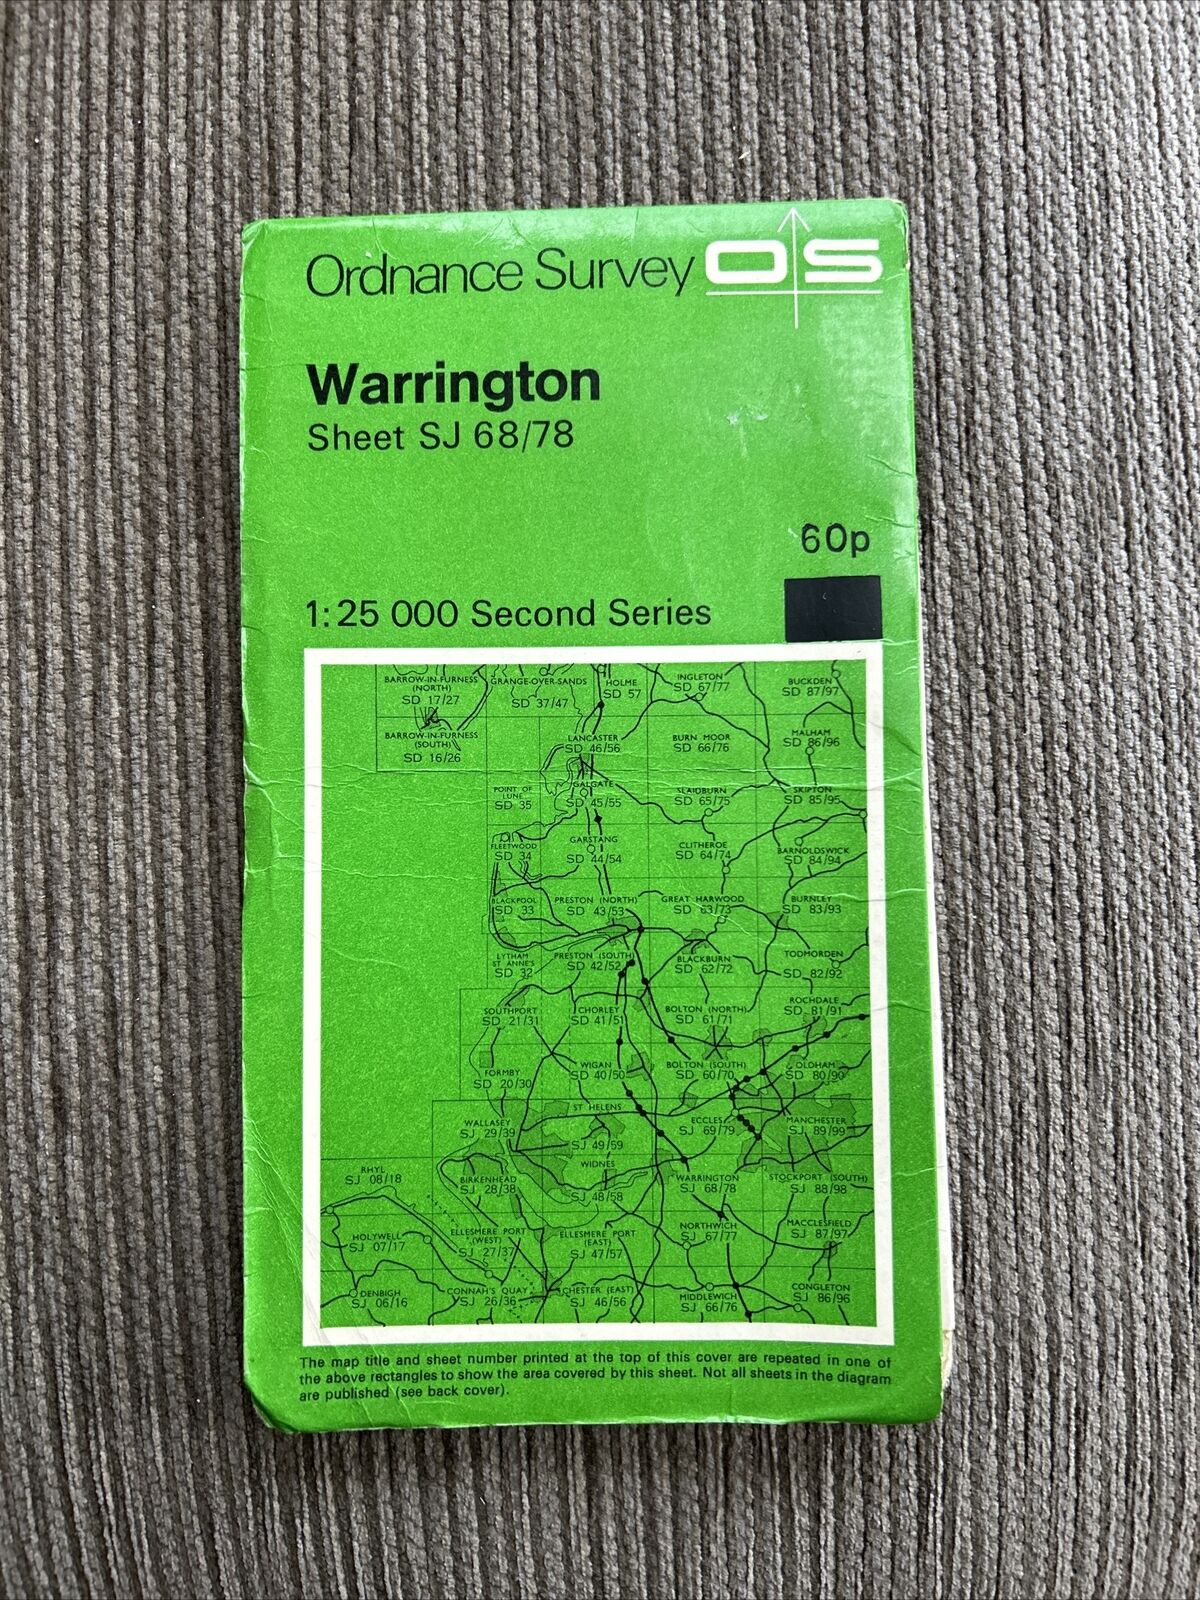 Ordnance Survey OS
Warrington
Sheet SJ 68/78
60p
1:25 000 Second Series
BARROW-IN-FURNESS
(NORTH)
SD 17/27
GRANGE-OVER-SANDS
SD 37/47
HOLME
SD 57
INGLETON
SD 67/77
BUCKDEN
SD 87/97
BARROW-IN-FURNESS
(SOUTH)
SD 16/26
LANCASTER
SD 46/56
BURN MOOR
SD 66/76
MALHAM
SD 86/96
POINT OF
LUNE
SD 35
GALGATE
SD 45/55
SLAIDBURN
SD 65/75
SKIPTON
SD 85/95
FLEETWOOD
SD 34
GARSTANG
SD 44/54
CLITHEROE
SD 64/74
BARNOLDSWICK
SD 84/94
BLACKPOOL
SD 33
PRESTON (NORTH)
SD 43/53
GREAT HARWOOD
SD 63/73
BURNLEY
SD 83/93
LYTHAM
ST ANNE'S
SD 32
PRESTON (SOUTH)
SD 42/52
BLACKBURN
SD 62/72
TODMORDEN
SD 82/92
SOUTHPORT
SD 21/31
CHORLEY
SD 41/51
BOLTON (NORTH)
SD 61/71
ROCHDALE
SD 81/91
FORMBY
SD 20/30
WIGAN
SD 40/50
BOLTON (SOUTH)
SD 60/70
OLDHAM
SD 80/90
WALLASEY
SJ 29/39
ST HELENS
SJ 49/59
ECCLES
SJ 69/79
MANCHESTER
SJ 89/99
RHYL
SJ 08/18
BIRKENHEAD
SJ 28/38
WIDNES
SJ 48/58
WARRINGTON
SJ 68/78
STOCKPORT (SOUTH)
SJ 88/98
HOLYWELL
SJ 07/17
ELLESMERE PORT
(WEST)
SJ 27/37
ELLESMERE PORT
(EAST)
SJ 47/57
NORTHWICH
SJ 67/77
MACCLESFIELD
SJ 87/97
DENBIGH
SJ 06/16
CONNAH'S QUAY
SJ 26/36
CHESTER (EAST)
SJ 46/56
MIDDLEWICH
SJ 66/76
CONGLETON
SJ 86/96
The map title and sheet number printed at the top of this cover are repeated in one of
the above rectangles to show the area covered by this sheet. Not all sheets in the diagram
are published (see back cover).